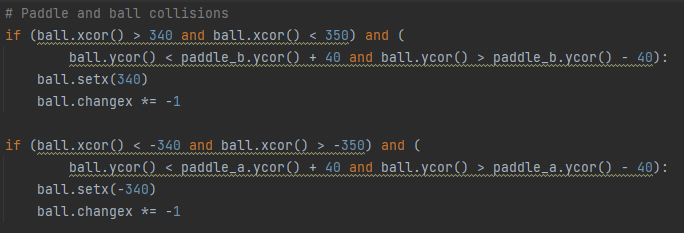 # Paddle and ball collisions
if (ball.xcor() > 340 and ball.xcor() < 350) and (
        ball.ycor() < paddle_b.ycor() + 40 and ball.ycor() > paddle_b.ycor() - 40):
    ball.setx(340)
    ball.changex *= -1

if (ball.xcor() < -340 and ball.xcor() > -350) and (
        ball.ycor() < paddle_a.ycor() + 40 and ball.ycor() > paddle_a.ycor() - 40):
    ball.setx(-340)
    ball.changex *= -1